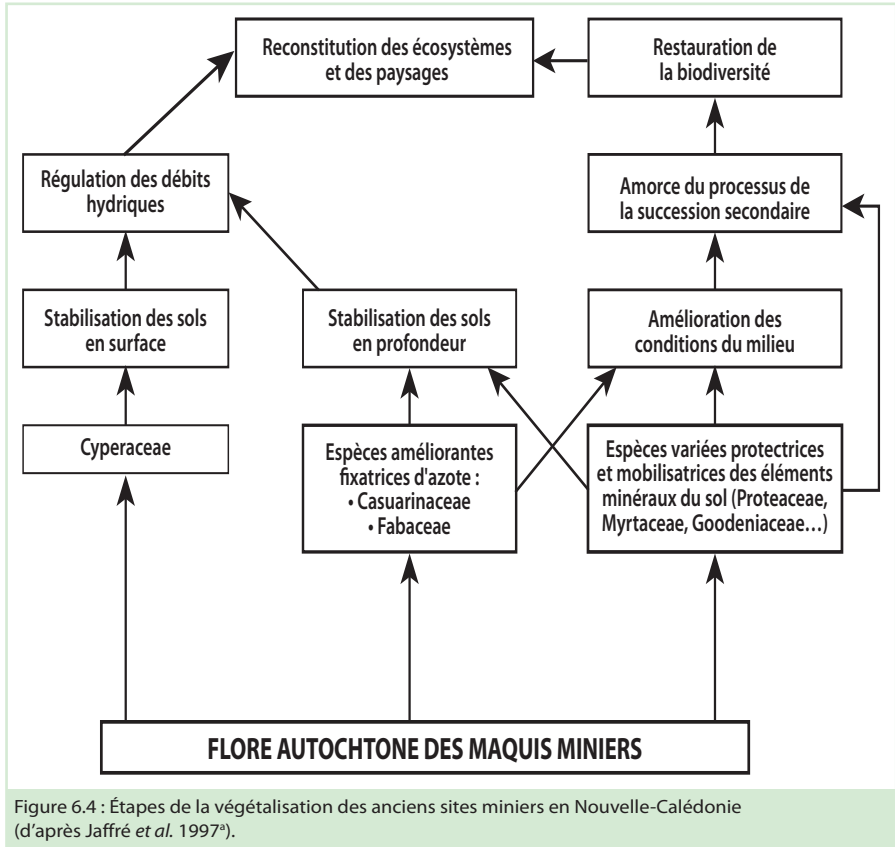 Reconstitution des écosystèmes
et des paysages
Restauration de
la biodiversité
Régulation des débits
hydriques
Amorce du processus de
la succession secondaire
Stabilisation des sols
en surface
Stabilisation des sols
en profondeur
Amélioration des
conditions du milieu
Cyperaceae
Espèces améliorantes
fixatrices d'azote :
• Casuarinaceae
• Fabaceae
Espèces variées protectrices
et mobilisatrices des éléments
minéraux du sol (Proteaceae,
Myrtaceae, Goodeniaceae…)
FLORE AUTOCHTONE DES MAQUIS MINIERS
Figure 6.4 : Étapes de la végétalisation des anciens sites miniers en Nouvelle-Calédonie
(d'après Jaffré et al. 1997ª).